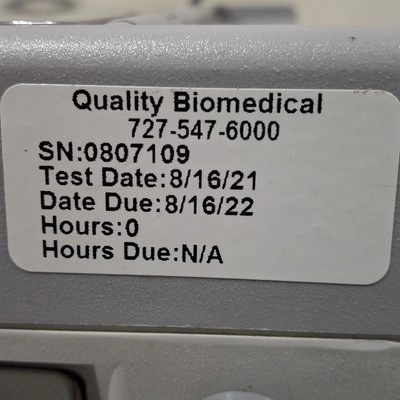 Quality Biomedical
727-547-6000
SN:0807109
Test Date:8/16/21
Date Due:8/16/22
Hours:0
Hours Due:N/A